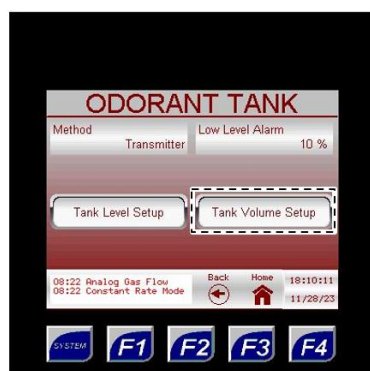 ODORANT TANK
Method
Low Level Alarm
Transmitter
10 %
Tank Level Setup
Tank Volume Setup
08:22 Analog Gas Flow
08:22 Constant Rate Mode
Back
Home
18:10:11
11/28/23
SYSTEM
F1
F2
F3
F4